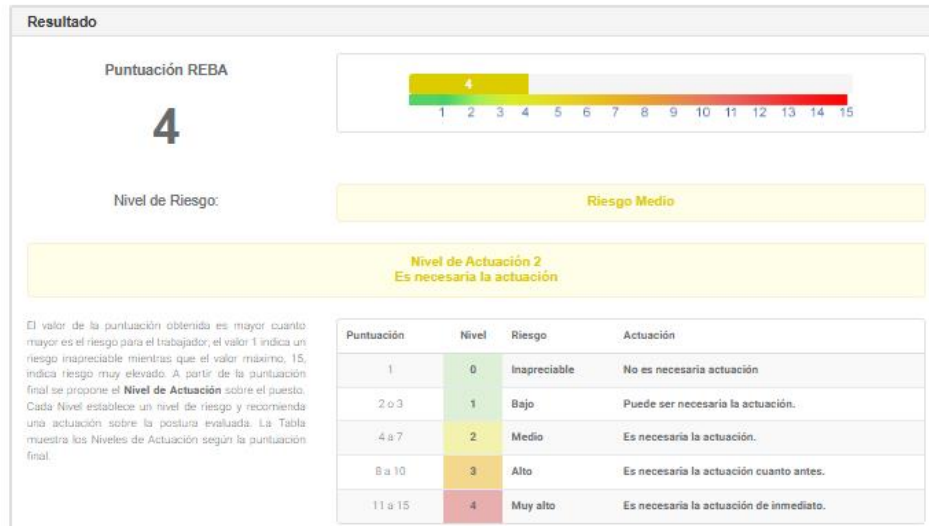 Resultado
Puntuación REBA
4
4
1 2 3 4 5 6 7 8 9 10 11 12 13 14 15
Nivel de Riesgo:
Riesgo Medio
Nivel de Actuación 2
Es necesaria la actuación
El valor de la puntuación obtenida es mayor cuanto
mayor es el riesgo para el trabajador; el valor 1 indica un
riesgo inapreciable mientras que el valor máximo, 15,
indica riesgo muy elevado. A partir de la puntuación
final se propone el Nivel de Actuación sobre el puesto.
Cada Nivel establece un nivel de riesgo y recomienda
una actuación sobre la postura evaluada. La Tabla
muestra los Niveles de Actuación según la puntuación
final.
Puntuación Nivel Riesgo Actuación
1 0 Inapreciable No es necesaria actuación
2 o 3 1 Bajo Puede ser necesaria la actuación.
4 a 7 2 Medio Es necesaria la actuación.
8 a 10 3 Alto Es necesaria la actuación cuanto antes.
11 a 15 4 Muy alto Es necesaria la actuación de inmediato.